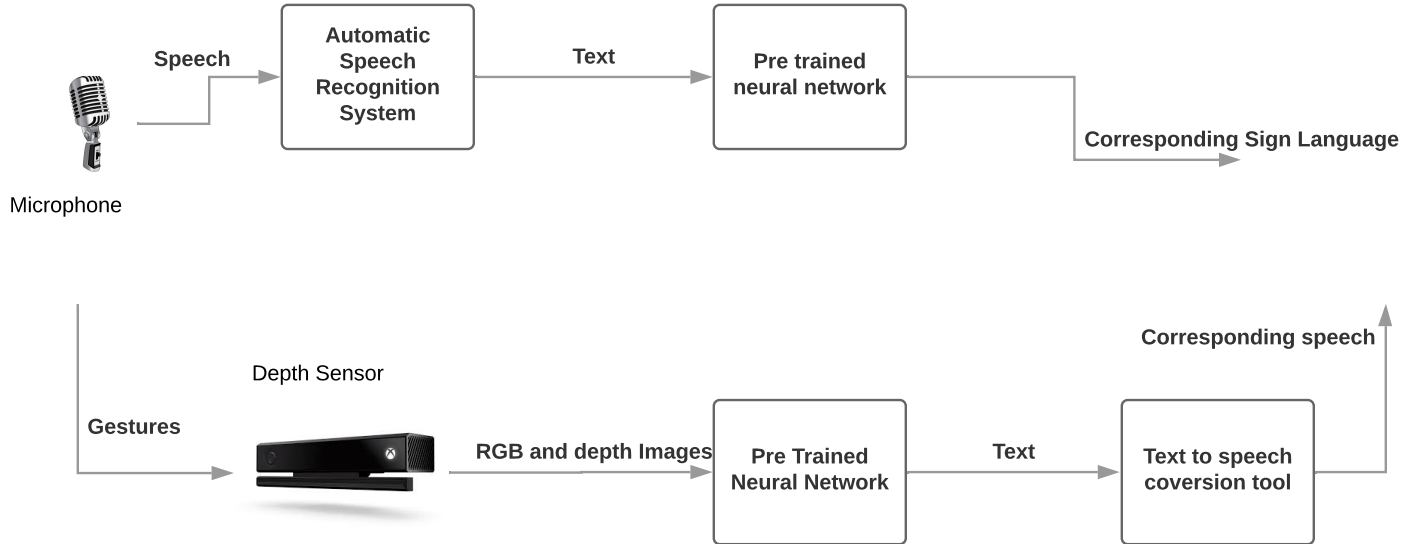 Automatic
Speech
Recognition
System
Speech
Text
Pre trained
neural network
Corresponding Sign Language
Microphone
Corresponding speech
Depth Sensor
Gestures
RGB and depth Images
Pre Trained
Neural Network
Text
Text to speech
coversion tool